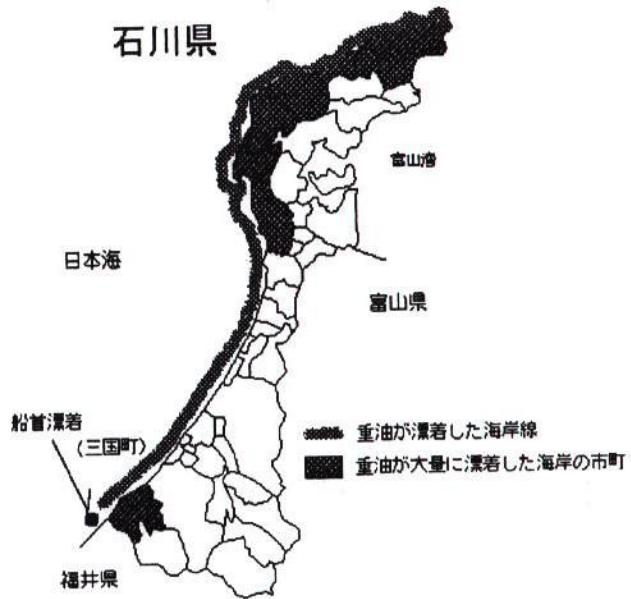 石川県
富山湾
日本海
富山県
船首漂着
(三国町)
重油が漂着した海岸線
重油が大量に漂着した海岸の市町
福井県